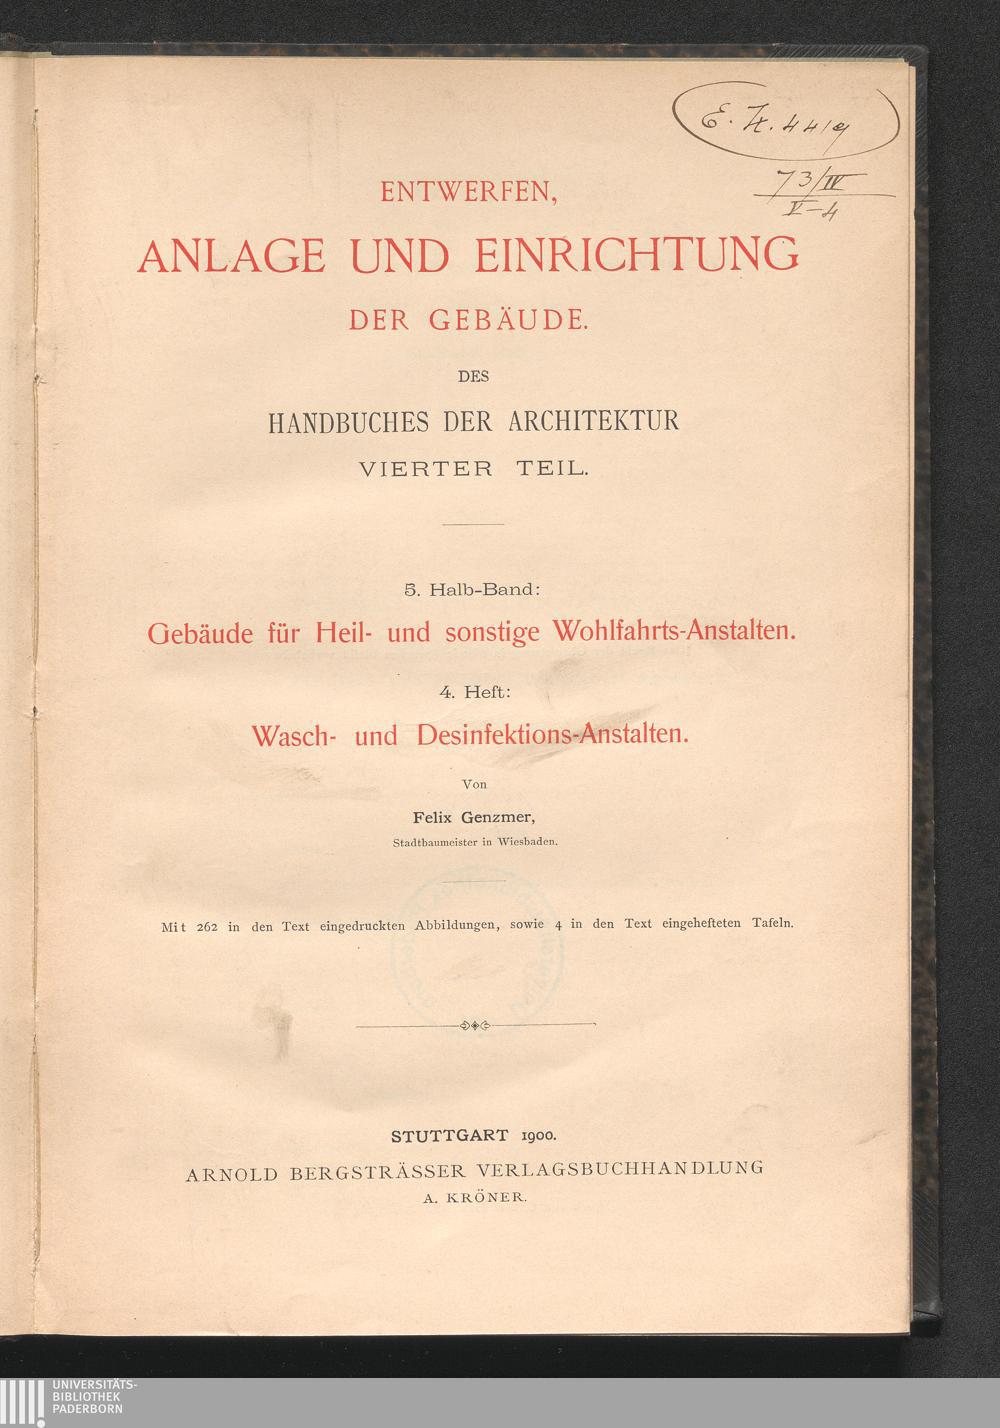 E. H. 4419
73/IV
V-4
ENTWERFEN,
ANLAGE UND EINRICHTUNG
DER GEBÄUDE.
DES
HANDBUCHES DER ARCHITEKTUR
VIERTER TEIL.
5. Halb-Band:
Gebäude für Heil- und sonstige Wohlfahrts-Anstalten.
4. Heft:
Wasch- und Desinfektions-Anstalten.
Von
Felix Genzmer,
Stadtbaumeister in Wiesbaden.
Mit 262 in den Text eingedruckten Abbildungen, sowie 4 in den Text eingehefteten Tafeln.
STUTTGART 1900.
ARNOLD BERGSTRÄSSER VERLAGSBUCHHANDLUNG
A. KRÖNER.
UNIVERSITÄTS-
BIBLIOTHEK
PADERBORN